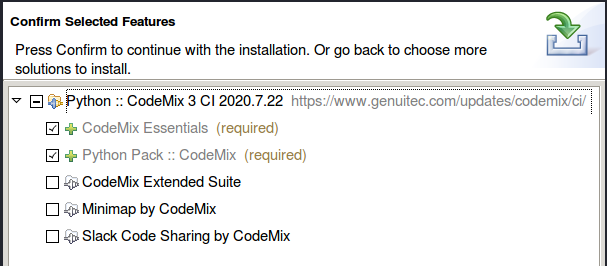 Confirm Selected Features
Press Confirm to continue with the installation. Or go back to choose more
solutions to install.
Python :: CodeMix 3 CI 2020.7.22 https://www.genuitec.com/updates/codemix/ci/
CodeMix Essentials (required)
Python Pack :: CodeMix (required)
CodeMix Extended Suite
Minimap by CodeMix
Slack Code Sharing by CodeMix